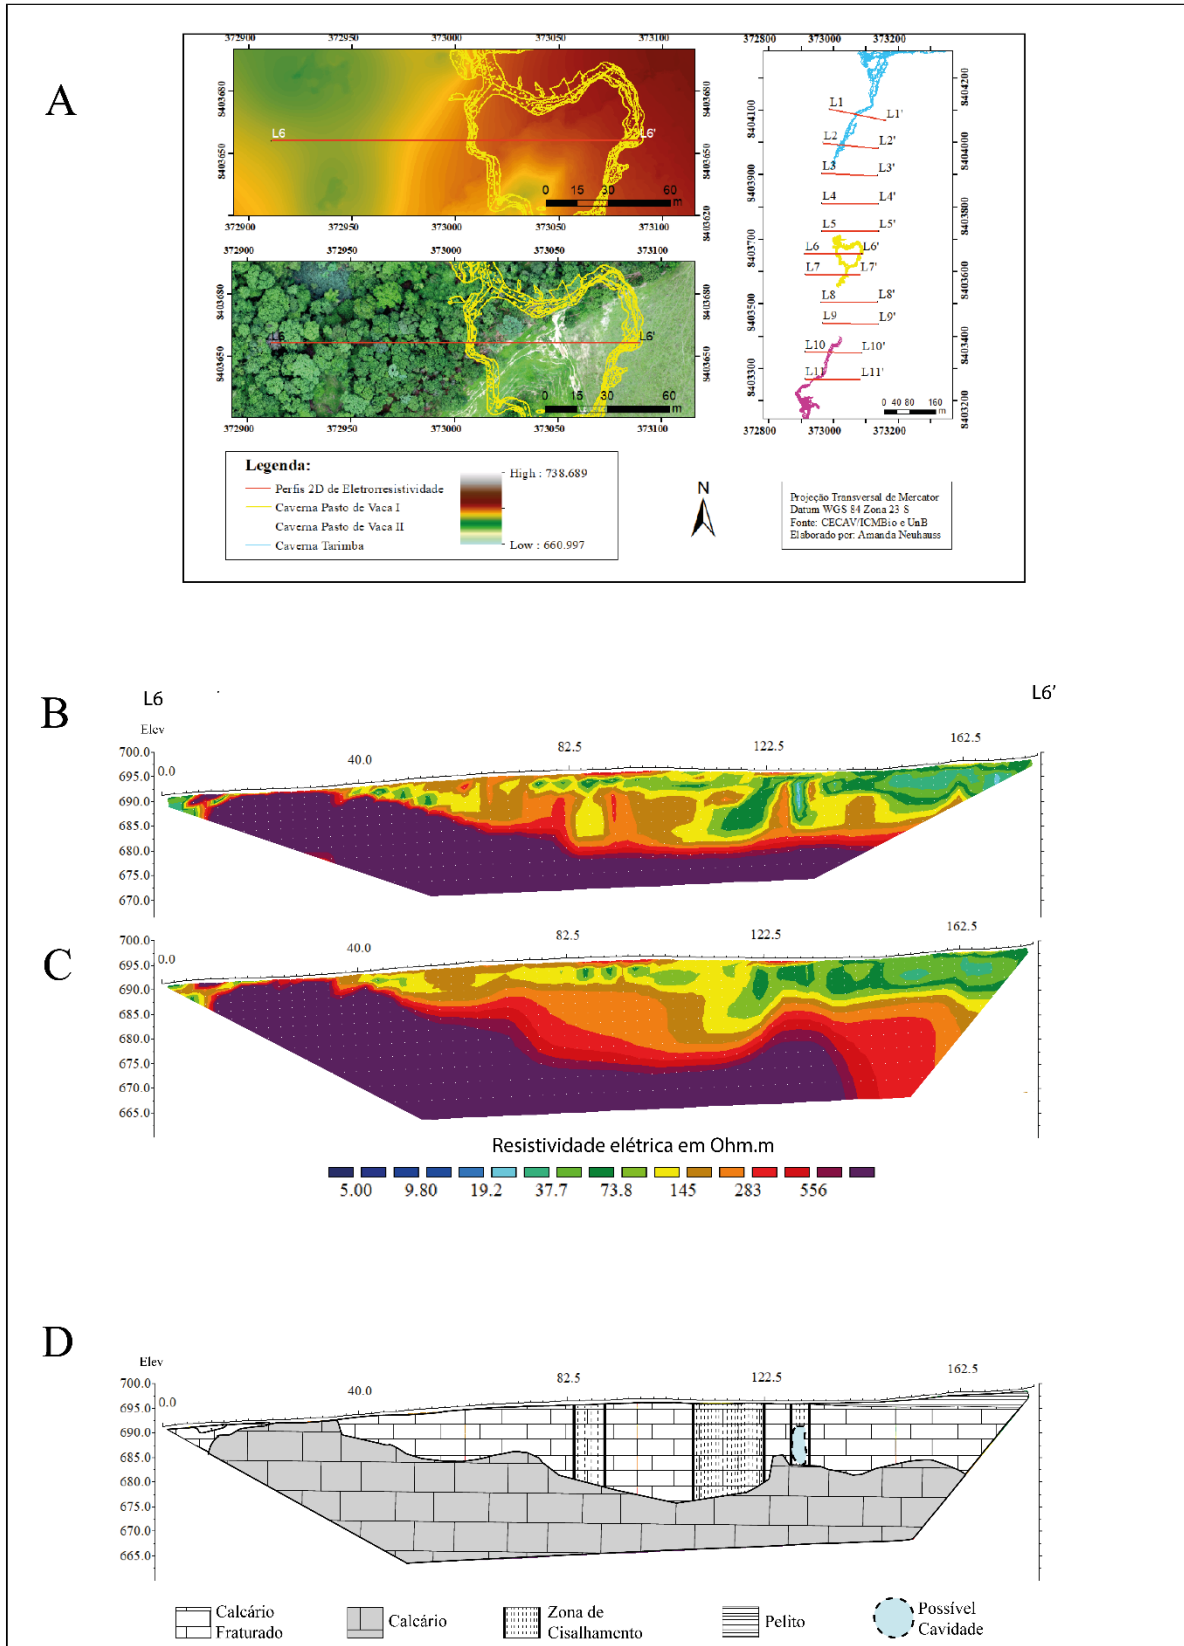 A
372900 372950 373000 373050 373100
8403680
8403650
8403680
8403650
8403620
L6 L6'
0 15 30 60
m
372900 372950 373000 373050 373100
8403680
8403650
8403680
8403650
L6 L6'
0 15 30 60
m
372900 372950 373000 373050 373100
372800 373000 373200
8404100
8403900
8403700
8403500
8403300
8404200
8404000
8403800
8403600
8403400
8403200
L1 L1'
L2 L2'
L3 L3'
L4 L4'
L5 L5'
L6 L6'
L7 L7'
L8 L8'
L9 L9'
L10 L10'
L11 L11'
0 40 80 160
m
372800 373000 373200
Legenda:
Perfis 2D de Eletrorresistividade
Caverna Pasto de Vaca I
Caverna Pasto de Vaca II
Caverna Tarimba
High : 738.689
Low : 660.997
N
Projeção Transversal de Mercator
Datum WGS 84 Zona 23 S
Fonte: CECAV/ICMBio e UnB
Elaborado por: Amanda Neuhauss
B
L6 L6'
Elev
0.0 40.0 82.5 122.5 162.5
700.0
695.0
690.0
685.0
680.0
675.0
670.0
C
0.0 40.0 82.5 122.5 162.5
700.0
695.0
690.0
685.0
680.0
675.0
670.0
665.0
Resistividade elétrica em Ohm.m
5.00 9.80 19.2 37.7 73.8 145 283 556
D
Elev
0.0 40.0 82.5 122.5 162.5
700.0
695.0
690.0
685.0
680.0
675.0
670.0
665.0
Calcário
Fraturado
Calcário
Zona de
Cisalhamento
Pelito
Possível
Cavidade